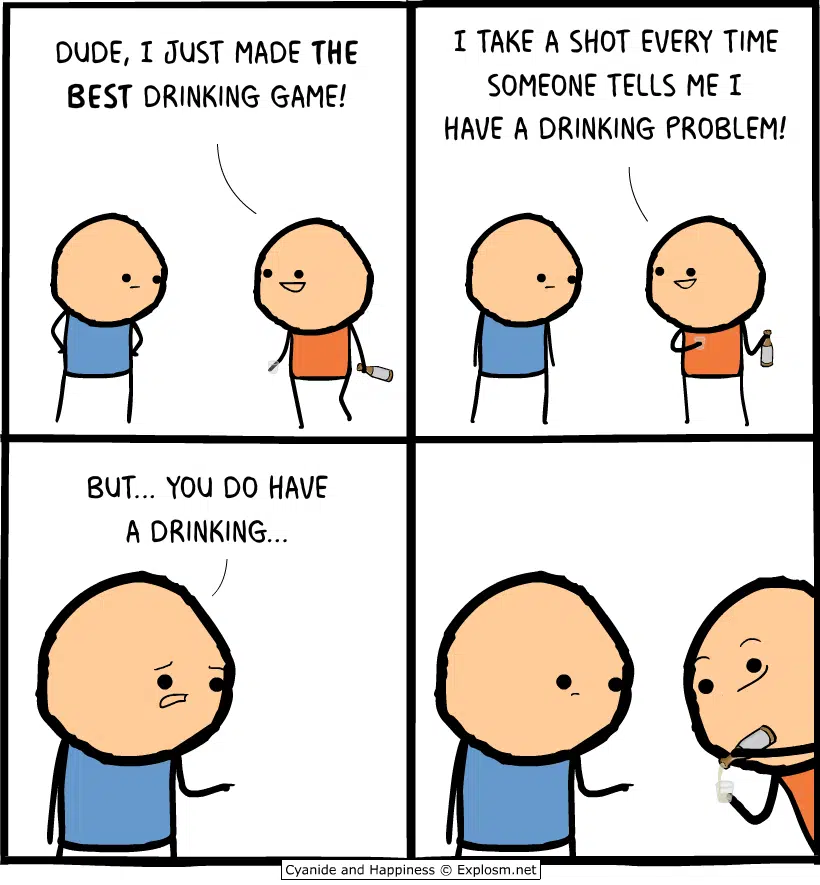 DUDE, I JUST MADE THE
BEST DRINKING GAME!
I TAKE A SHOT EVERY TIME
SOMEONE TELLS ME I
HAVE A DRINKING PROBLEM!
BUT... YOU DO HAVE
A DRINKING...
Cyanide and Happiness © Explosm.net